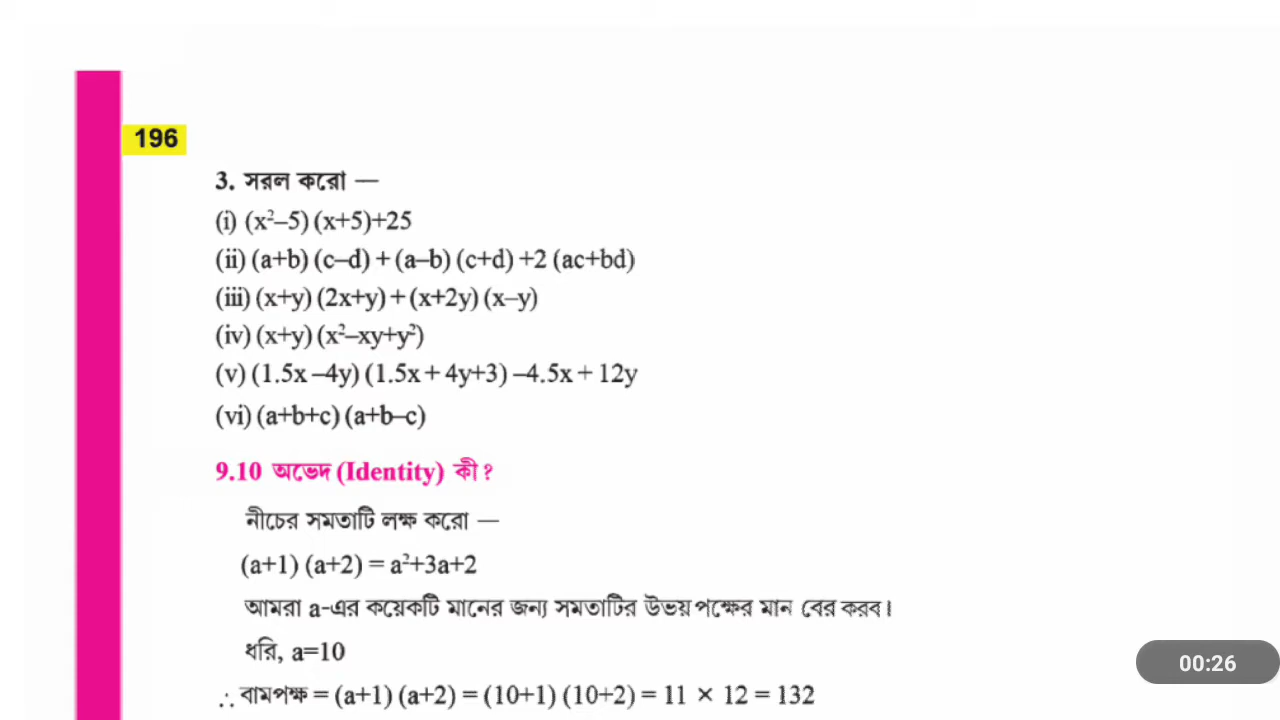 196
3. সরল করো —
(i) (x²–5) (x+5)+25
(ii) (a+b) (c–d) + (a–b) (c+d) +2 (ac+bd)
(iii) (x+y) (2x+y) + (x+2y) (x–y)
(iv) (x+y) (x²–xy+y²)
(v) (1.5x –4y) (1.5x + 4y+3) –4.5x + 12y
(vi) (a+b+c) (a+b–c)
9.10 অভেদ (Identity) কী?
নীচের সমতাটি লক্ষ করো —
(a+1) (a+2) = a²+3a+2
আমরা a-এর কয়েকটি মানের জন্য সমতাটির উভয় পক্ষের মান বের করব।
ধরি, a=10
00:26
∴ বামপক্ষ = (a+1) (a+2) = (10+1) (10+2) = 11 × 12 = 132